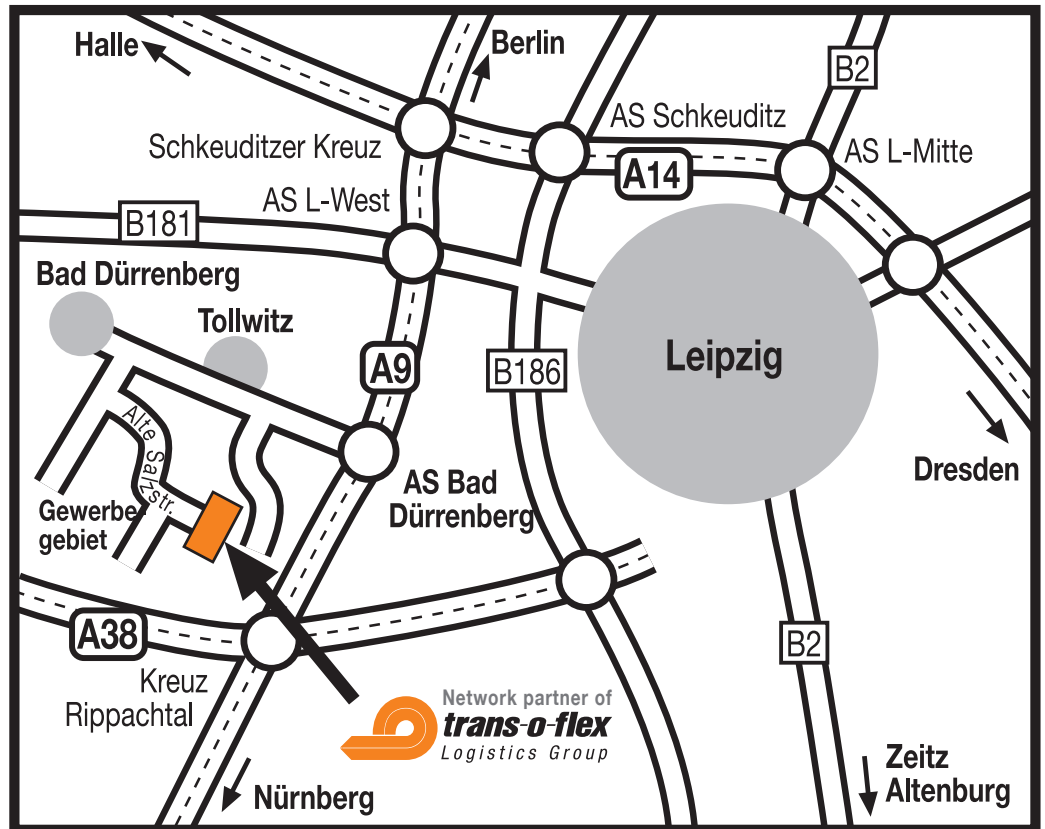 Halle
Berlin
B2
AS Schkeuditz
Schkeuditzer Kreuz
AS L-Mitte
A14
AS L-West
B181
Bad Dürrenberg
Tollwitz
A9
B186
Leipzig
Alte Salzstr.
Gewerbe-
gebiet
AS Bad
Dürrenberg
Dresden
A38
B2
Kreuz
Rippachtal
Network partner of
trans-o-flex
Logistics Group
Nürnberg
Zeitz
Altenburg